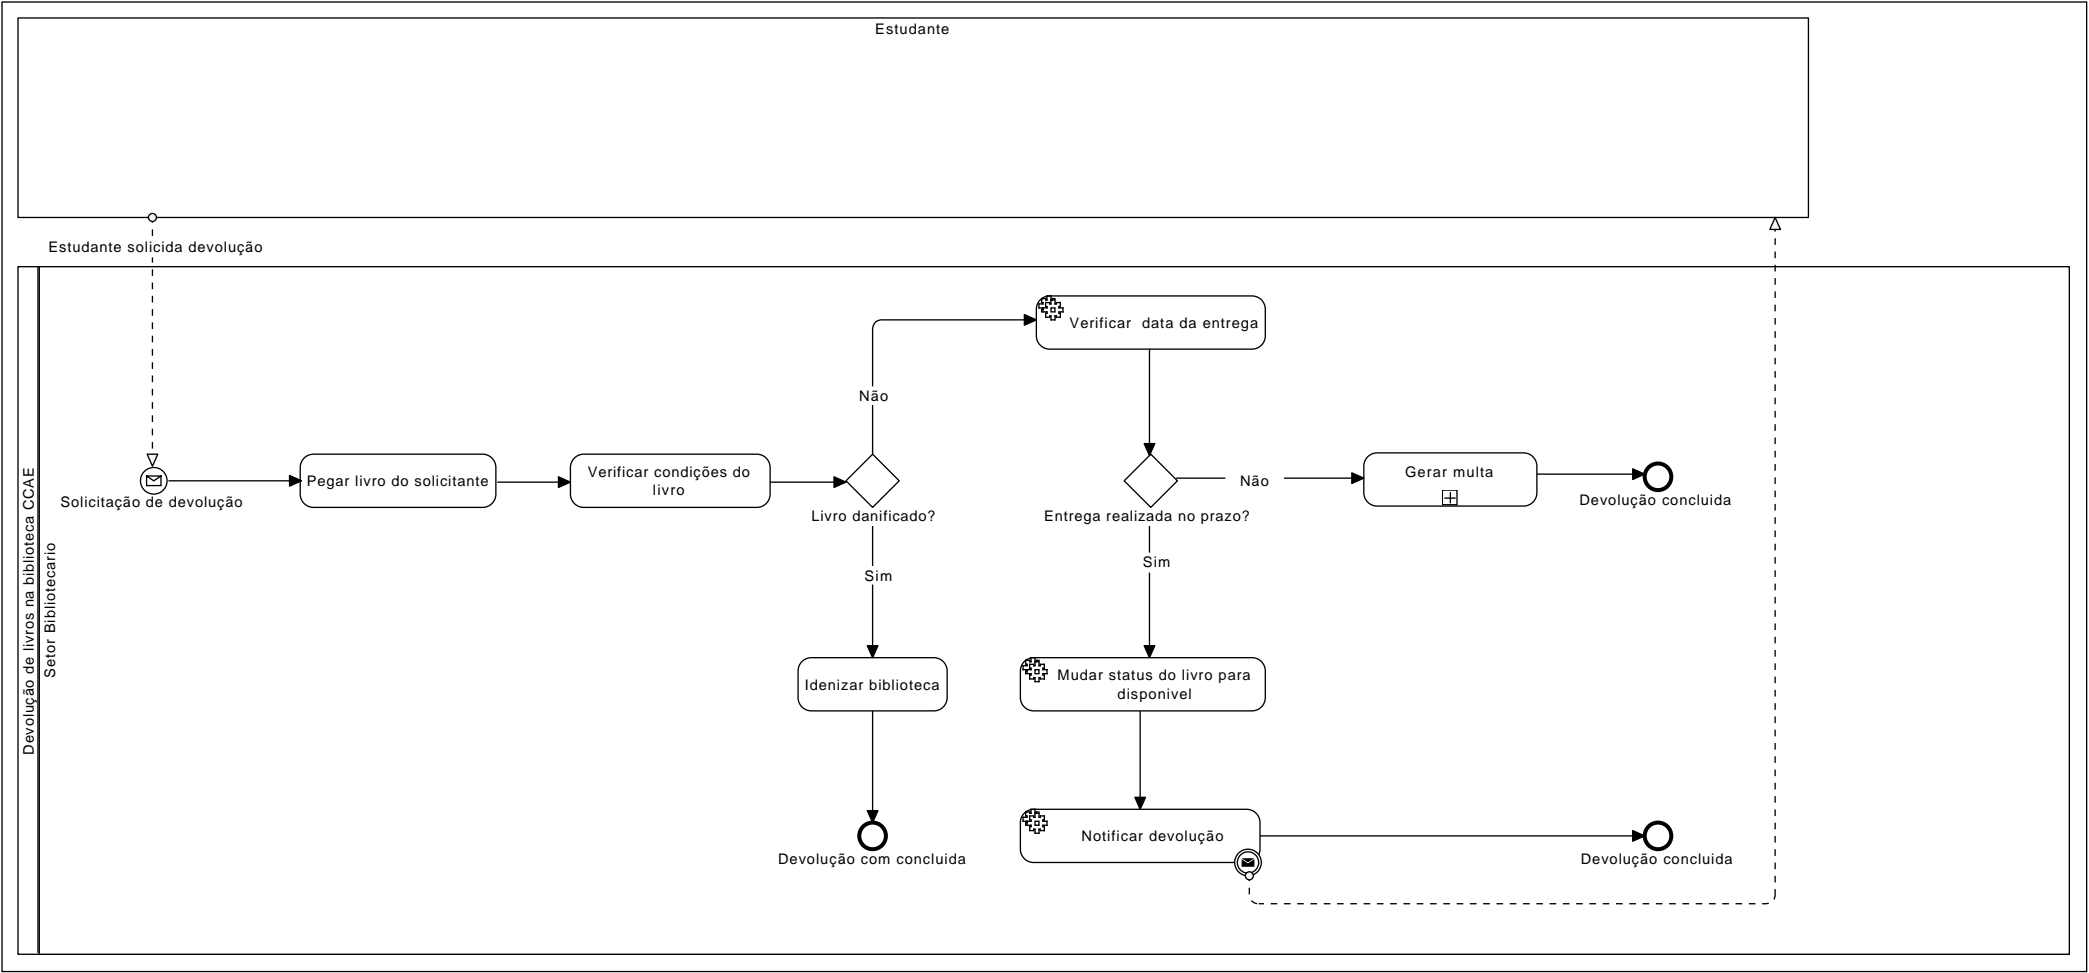 Estudante
Estudante solicida devolução
Devolução de livros na biblioteca CCAE
Setor Bibliotecario
Solicitação de devolução
Pegar livro do solicitante
Verificar condições do
livro
Livro danificado?
Não
Sim
Idenizar biblioteca
Devolução com concluida
Verificar  data da entrega
Entrega realizada no prazo?
Não
Gerar multa
Devolução concluida
Sim
Mudar status do livro para
disponivel
Notificar devolução
Devolução concluida